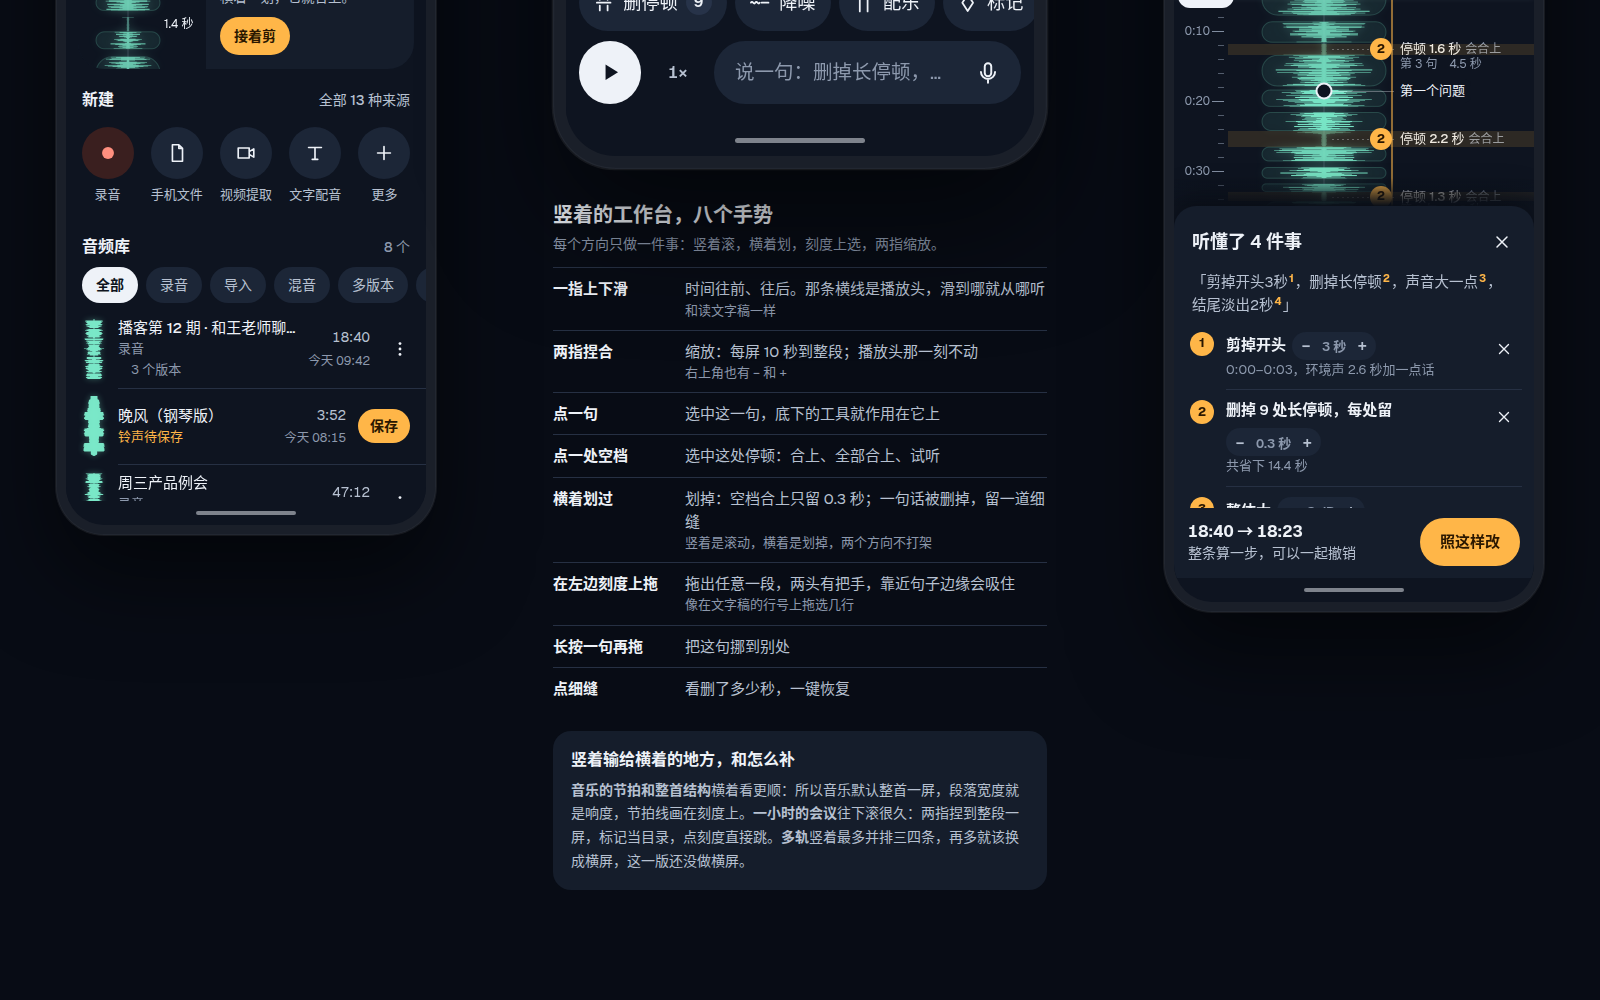 1.4 秒
接着剪
新建
全部 13 种来源
录音
手机文件
视频提取
文字配音
更多
音频库
8 个
全部
录音
导入
混音
多版本
播客第 12 期 · 和王老师聊...
录音
3 个版本
18:40
今天 09:42
晚风（钢琴版）
铃声待保存
3:52
今天 08:15
保存
周三产品例会
47:12
删停顿 9
降噪
配乐
标记
1×
说一句：删掉长停顿，...
竖着的工作台，八个手势
每个方向只做一件事：竖着滚，横着划，刻度上选，两指缩放。
一指上下滑
时间往前、往后。那条横线是播放头，滑到哪就从哪听
和读文字稿一样
两指捏合
缩放：每屏 10 秒到整段；播放头那一刻不动
右上角也有 − 和 +
点一句
选中这一句，底下的工具就作用在它上
点一处空档
选中这处停顿：合上、全部合上、试听
横着划过
划掉：空档合上只留 0.3 秒；一句话被删掉，留一道细
缝
竖着是滚动，横着是划掉，两个方向不打架
在左边刻度上拖
拖出任意一段，两头有把手，靠近句子边缘会吸住
像在文字稿的行号上拖选几行
长按一句再拖
把这句挪到别处
点细缝
看删了多少秒，一键恢复
竖着输给横着的地方，和怎么补
音乐的节拍和整首结构横着看更顺：所以音乐默认整首一屏，段落宽度就
是响度，节拍线画在刻度上。一小时的会议往下滚很久：两指捏到整段一
屏，标记当目录，点刻度直接跳。多轨竖着最多并排三四条，再多就该换
成横屏，这一版还没做横屏。
0:10
2 停顿 1.6 秒 会合上
第 3 句 4.5 秒
0:20
第一个问题
2 停顿 2.2 秒 会合上
0:30
2 停顿 1.3 秒 会合上
听懂了 4 件事
「剪掉开头3秒1，删掉长停顿2，声音大一点3，
结尾淡出2秒4」
1 剪掉开头 − 3 秒 +
0:00–0:03，环境声 2.6 秒加一点话
2 删掉 9 处长停顿，每处留
− 0.3 秒 +
共省下 14.4 秒
18:40 → 18:23
整条算一步，可以一起撤销
照这样改